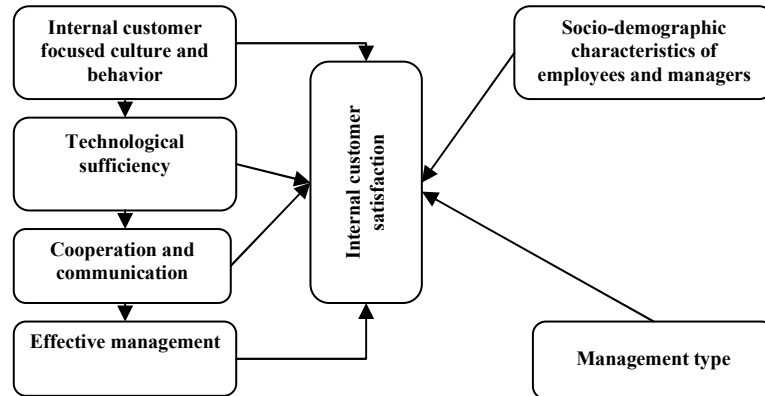 Internal customer
focused culture and
behavior
Technological
sufficiency
Cooperation and
communication
Effective management
Internal customer
satisfaction
Socio-demographic
characteristics of
employees and managers
Management type